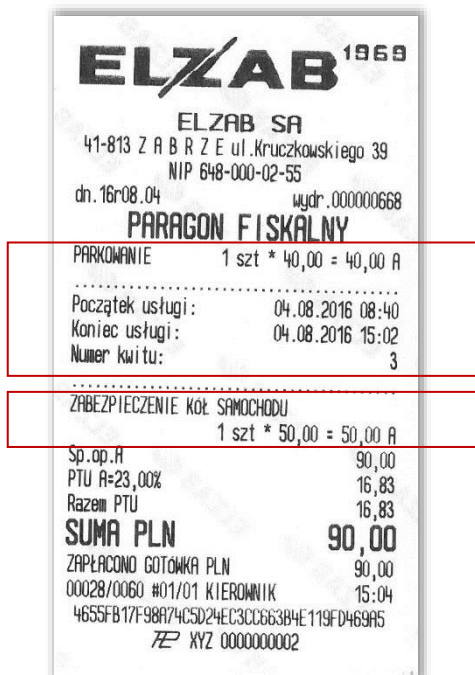 ELZAB 1969
ELZAB SA
41-813 Z A B R Z E ul.Kruczkowskiego 39
NIP 648-000-02-55
dn.16r08.04 wydr.000000668
PARAGON FISKALNY
PARKOWANIE 1 szt * 40,00 = 40,00 A
Początek usługi: 04.08.2016 08:40
Koniec usługi: 04.08.2016 15:02
Numer kwitu: 3
ZABEZPIECZENIE KÓŁ SAMOCHODU
1 szt * 50,00 = 50,00 A
Sp.op.A 90,00
PTU A=23,00% 16,83
Razem PTU 16,83
SUMA PLN 90,00
ZAPŁACONO GOTÓWKA PLN 90,00
00028/0060 #01/01 KIEROWNIK 15:04
4655FB17F98A74C5D24EC3CC663B4E119FD469A5
XYZ 0000000002